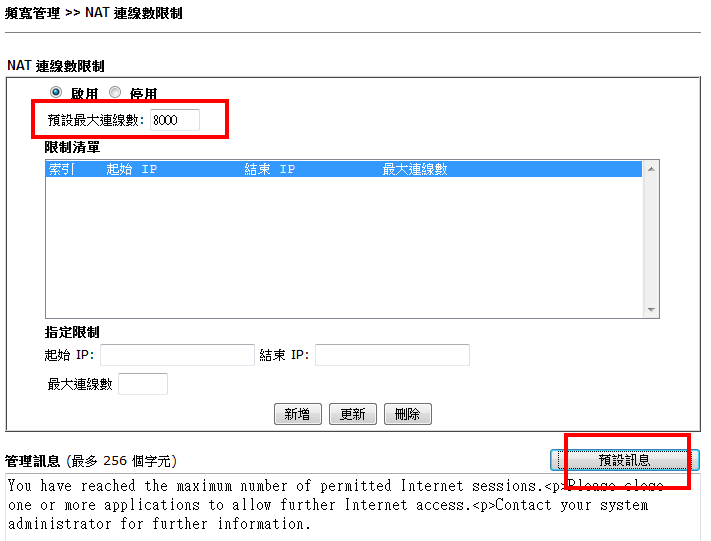 頻寬管理 >> NAT 連線數限制
NAT 連線數限制
啟用 停用
預設最大連線數: 8000
限制清單
索引 起始 IP 結束 IP 最大連線數
指定限制
起始 IP: 結束 IP:
最大連線數
新增 更新 刪除
管理訊息 (最多 256 個字元) 預設訊息
You have reached the maximum number of permitted Internet sessions.<p>Please close
one or more applications to allow further Internet access.<p>Contact your system
administrator for further information.